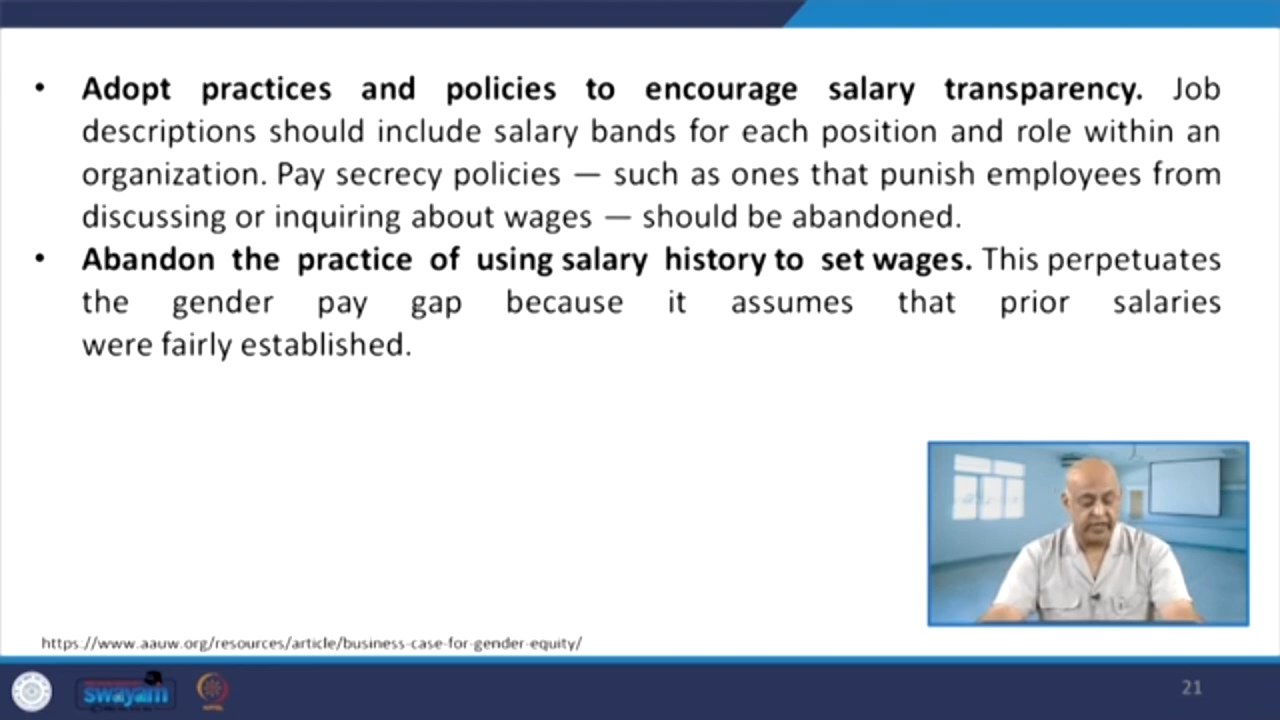 • Adopt practices and policies to encourage salary transparency. Job
descriptions should include salary bands for each position and role within an
organization. Pay secrecy policies — such as ones that punish employees from
discussing or inquiring about wages — should be abandoned.
• Abandon the practice of using salary history to set wages. This perpetuates
the gender pay gap because it assumes that prior salaries
were fairly established.
https://www.aauw.org/resources/article/business-case-for-gender-equity/
swayam
21